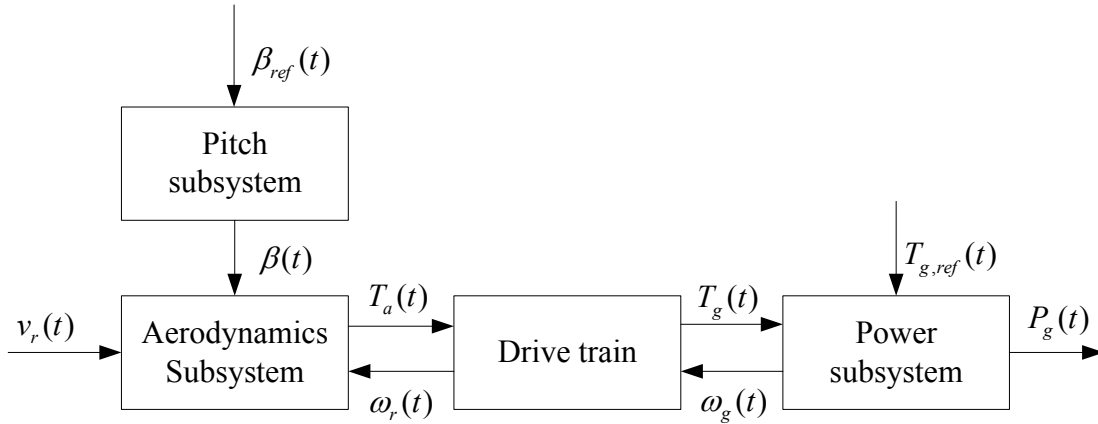 β_ref(t)
Pitch
subsystem
β(t)
T_g,ref(t)
v_r(t)
Aerodynamics
Subsystem
T_a(t)
ω_r(t)
Drive train
T_g(t)
ω_g(t)
Power
subsystem
P_g(t)